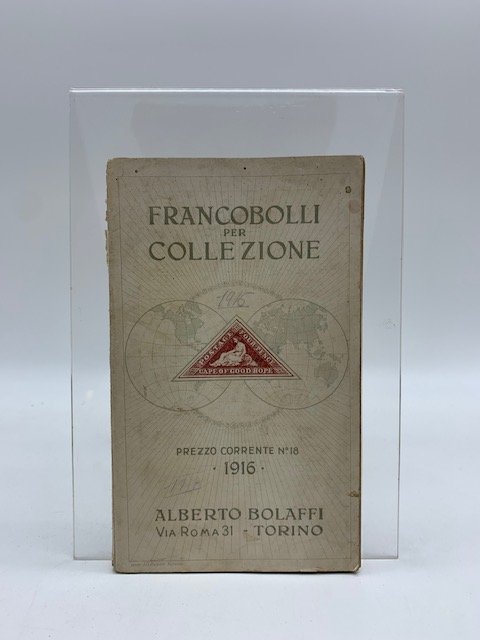 FRANCOBOLLI
PER
COLLEZIONE
1916
POSTAGE FOUR PENCE
CAPE OF GOOD HOPE
PREZZO CORRENTE N° 18
· 1916 ·
ALBERTO BOLAFFI
VIA ROMA 31 - TORINO